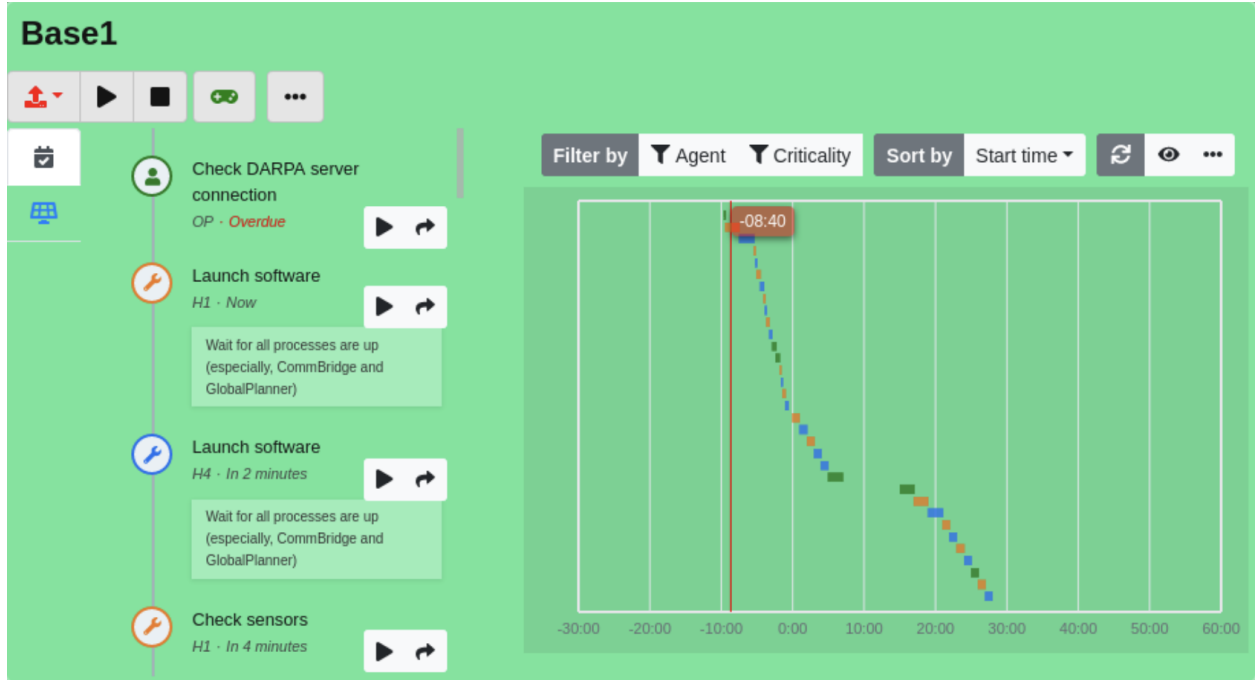 Base1
Check DARPA server
connection
OP · Overdue
Launch software
H1 · Now
Wait for all processes are up
(especially, CommBridge and
GlobalPlanner)
Launch software
H4 · In 2 minutes
Wait for all processes are up
(especially, CommBridge and
GlobalPlanner)
Check sensors
H1 · In 4 minutes
Filter by Agent Criticality Sort by Start time
-08:40
-30:00 -20:00 -10:00 0:00 10:00 20:00 30:00 40:00 50:00 60:00